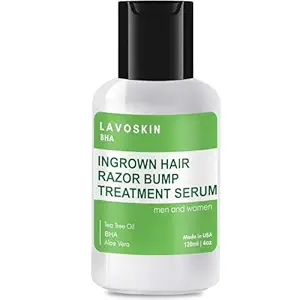 LAVOSKIN
BHA
INGROWN HAIR
RAZOR BUMP
TREATMENT SERUM
men and women
Tea Tree Oil
BHA
Aloe Vera
Made in USA
120ml | 4oz